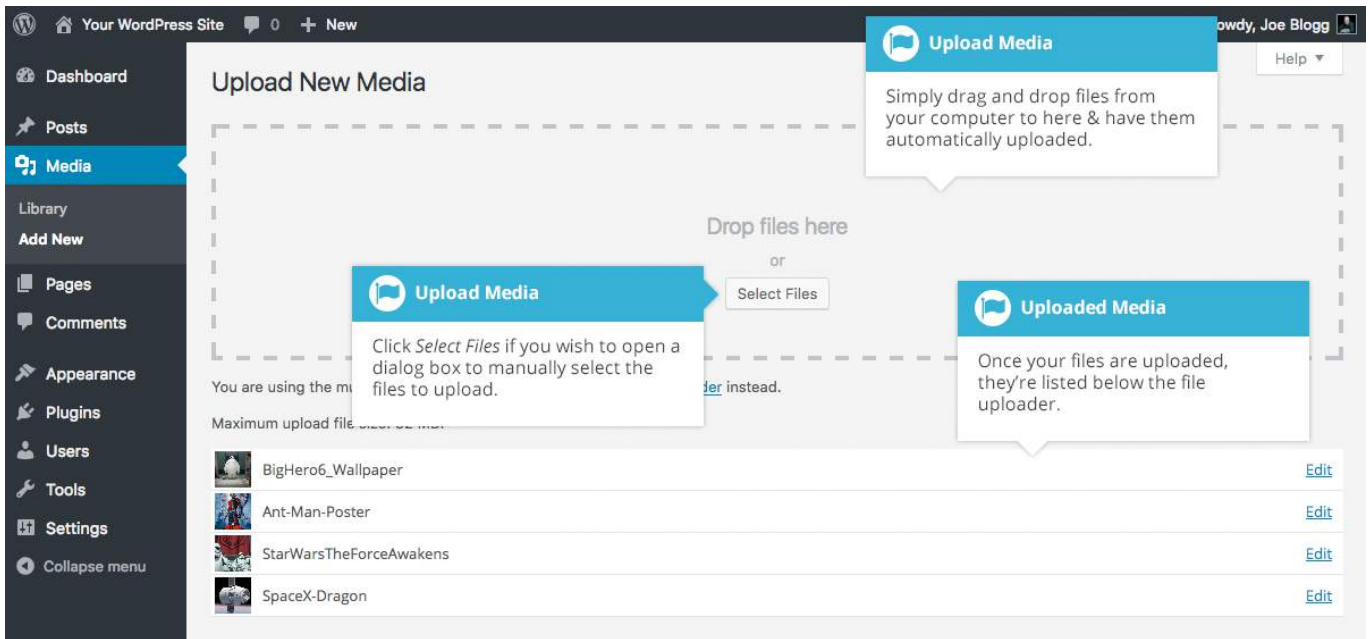 Your WordPress Site 0 + New
owdy, Joe Blogg
Help
Dashboard
Posts
Media
Library
Add New
Pages
Comments
Appearance
Plugins
Users
Tools
Settings
Collapse menu
Upload New Media
Upload Media
Simply drag and drop files from
your computer to here & have them
automatically uploaded.
Drop files here
or
Select Files
Upload Media
Click Select Files if you wish to open a
dialog box to manually select the
files to upload.
Uploaded Media
Once your files are uploaded,
they’re listed below the file
uploader.
You are using the mu der instead.
Maximum upload file size: 32 MB.
BigHero6_Wallpaper Edit
Ant-Man-Poster Edit
StarWarsTheForceAwakens Edit
SpaceX-Dragon Edit